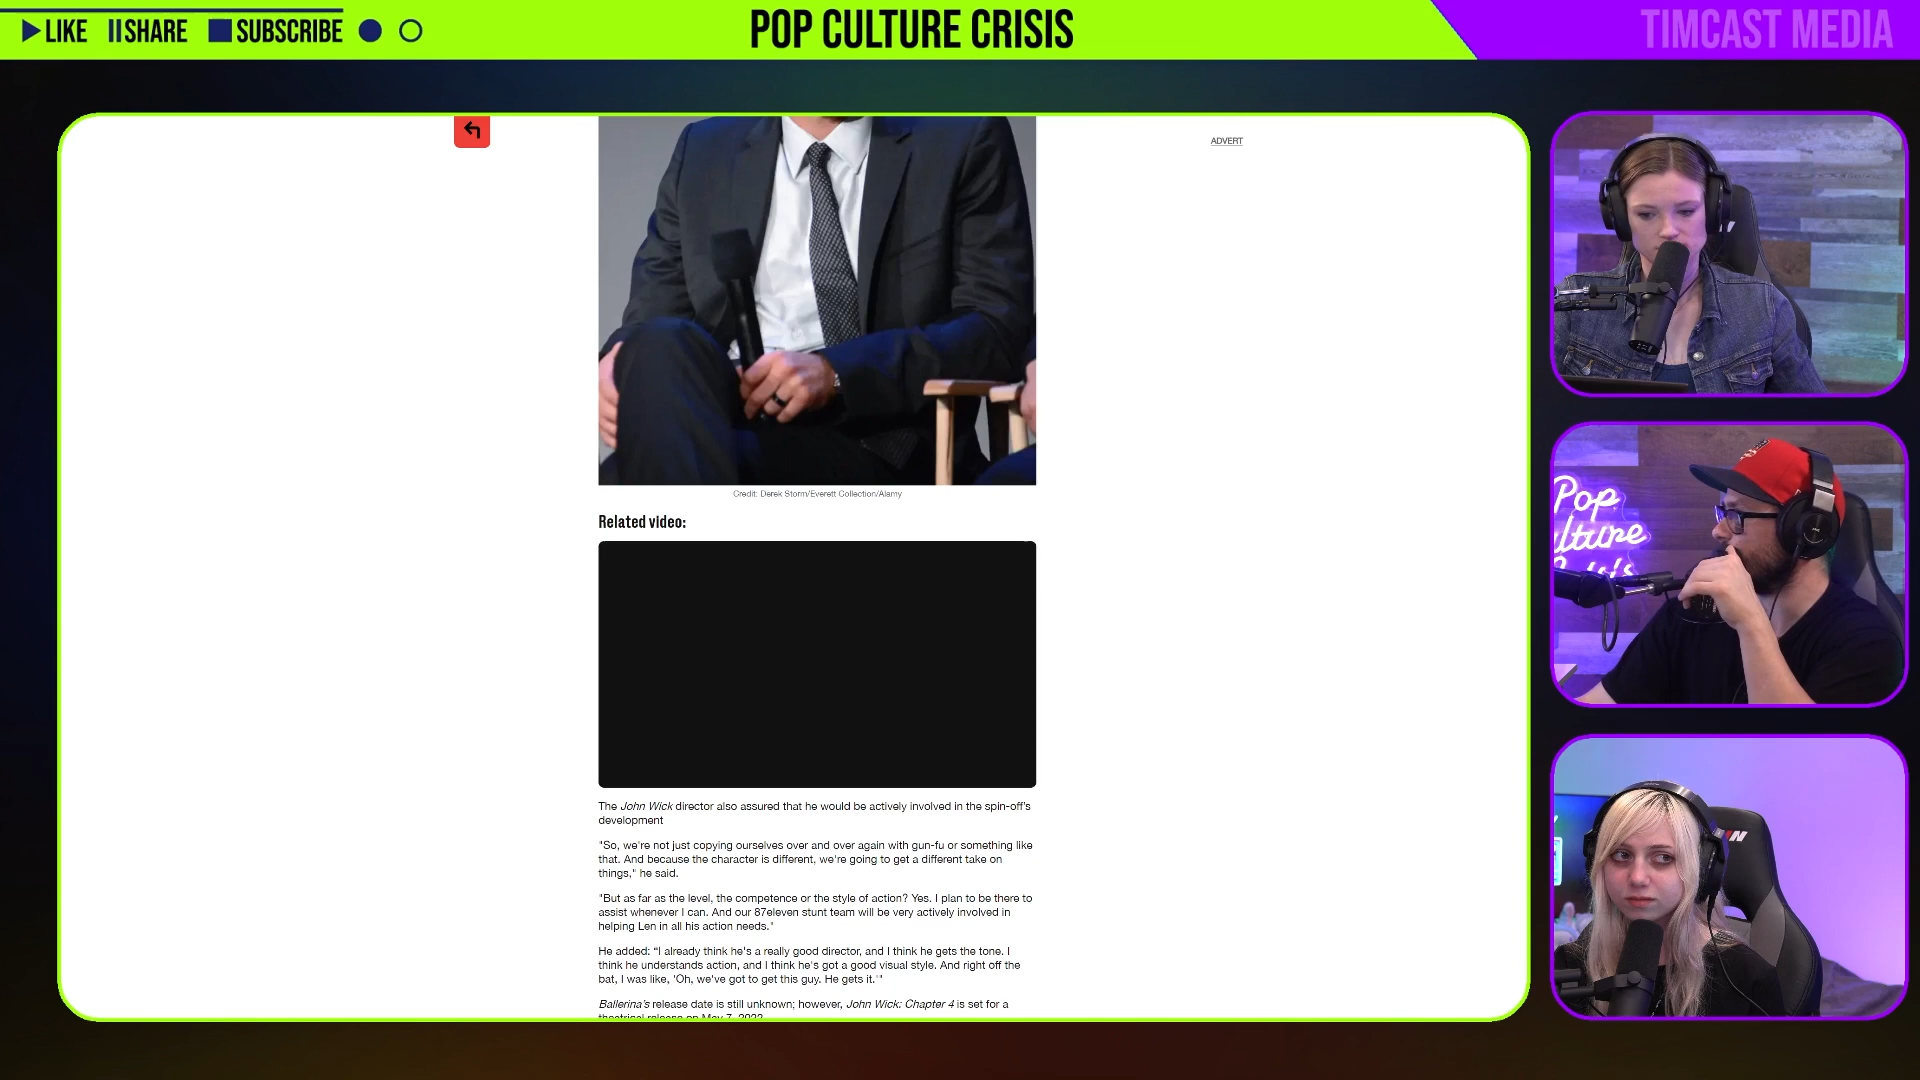 LIKE SHARE SUBSCRIBE
POP CULTURE CRISIS
TIMCAST MEDIA
ADVERT
Credit: Derek Storm/Everett Collection/Alamy
Related video:
The John Wick director also assured that he would be actively involved in the spin-off's
development
"So, we're not just copying ourselves over and over again with gun-fu or something like
that. And because the character is different, we're going to get a different take on
things," he said.
"But as far as the level, the competence or the style of action? Yes. I plan to be there to
assist whenever I can. And our 87eleven stunt team will be very actively involved in
helping Len in all his action needs."
He added: “I already think he's a really good director, and I think he gets the tone. I
think he understands action, and I think he's got a good visual style. And right off the
bat, I was like, 'Oh, we've got to get this guy. He gets it.'"
Ballerina's release date is still unknown; however, John Wick: Chapter 4 is set for a
theatrical release on May 7, 2022
Pop